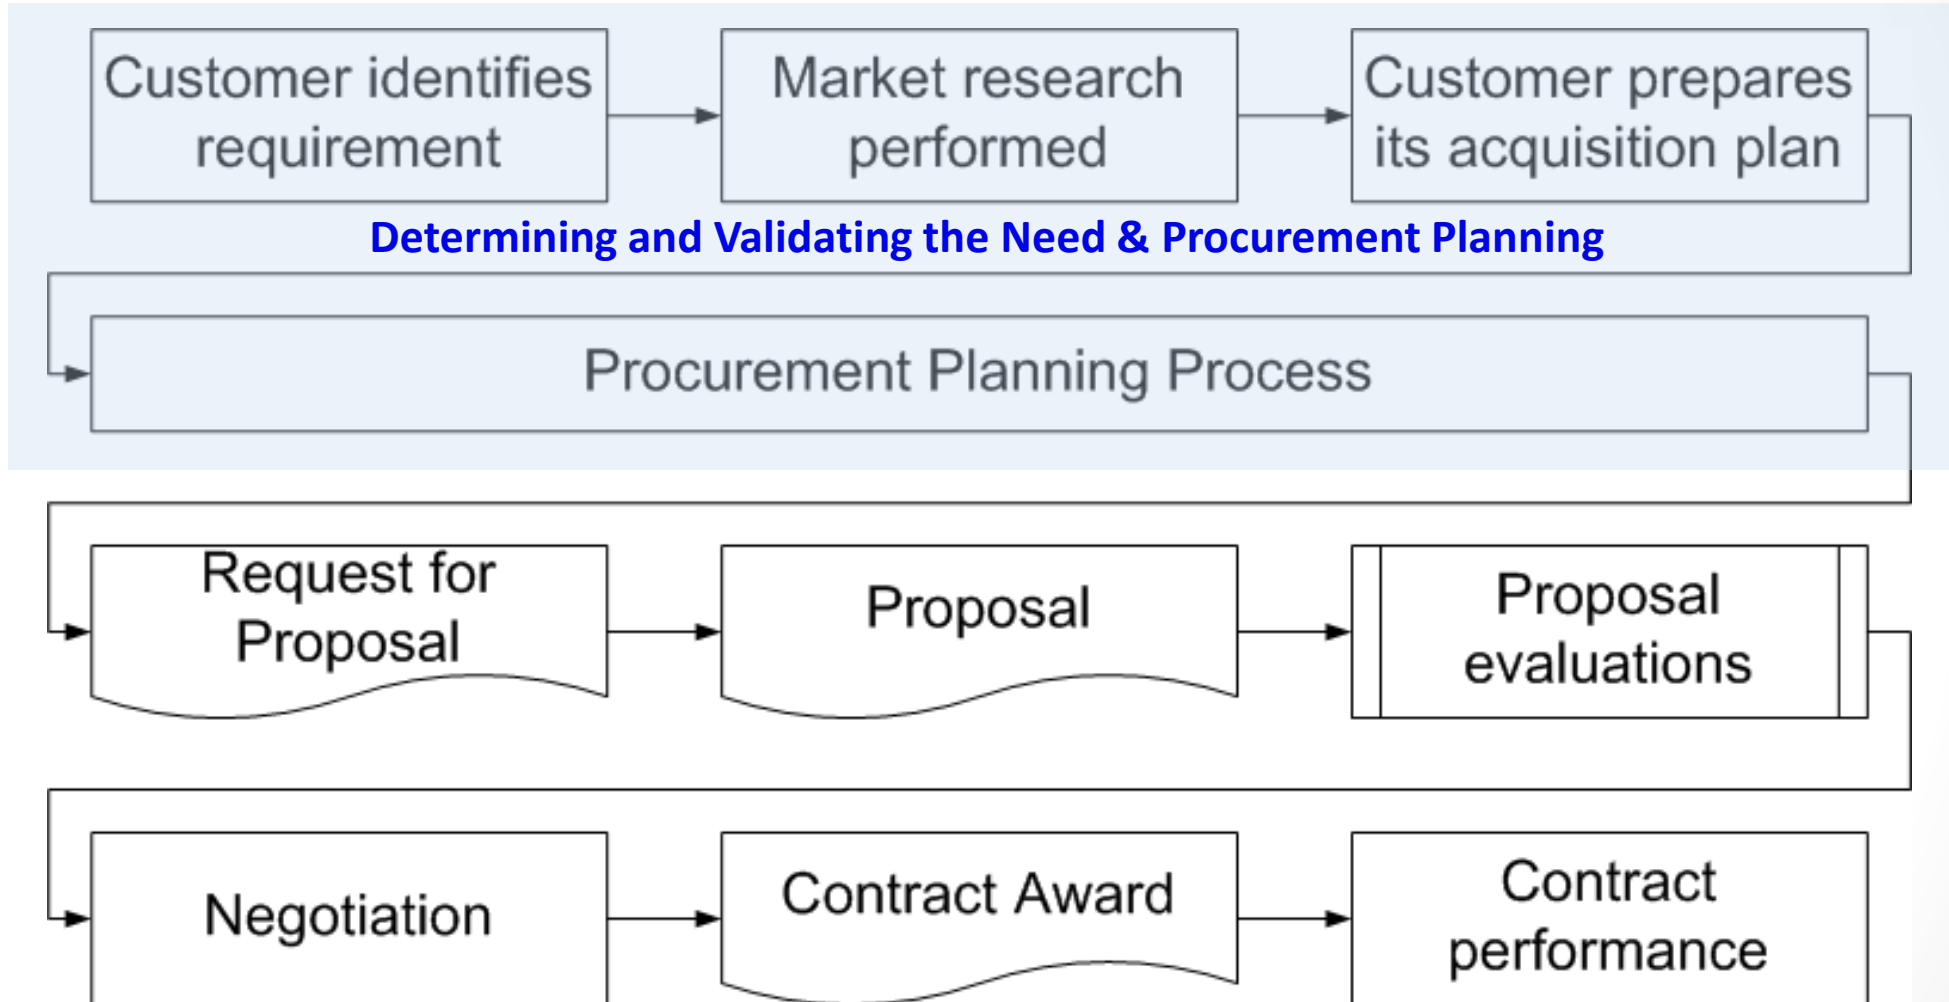 Customer identifies
requirement
Market research
performed
Customer prepares
its acquisition plan
Determining and Validating the Need & Procurement Planning
Procurement Planning Process
Request for
Proposal
Proposal
Proposal
evaluations
Negotiation
Contract Award
Contract
performance